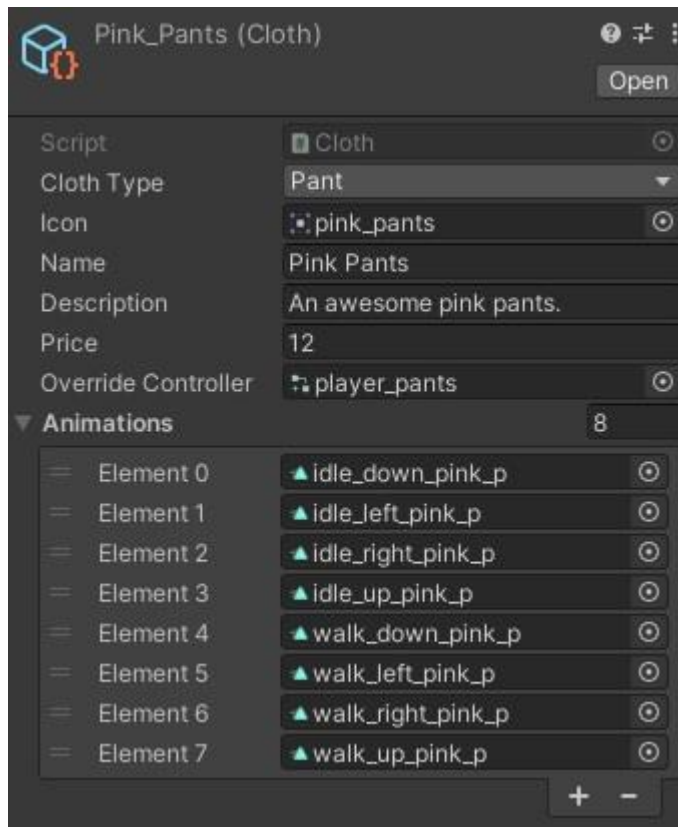 Pink_Pants (Cloth)
Open
Script Cloth
Cloth Type Pant
Icon pink_pants
Name Pink Pants
Description An awesome pink pants.
Price 12
Override Controller player_pants
Animations 8
Element 0 idle_down_pink_p
Element 1 idle_left_pink_p
Element 2 idle_right_pink_p
Element 3 idle_up_pink_p
Element 4 walk_down_pink_p
Element 5 walk_left_pink_p
Element 6 walk_right_pink_p
Element 7 walk_up_pink_p
+ -